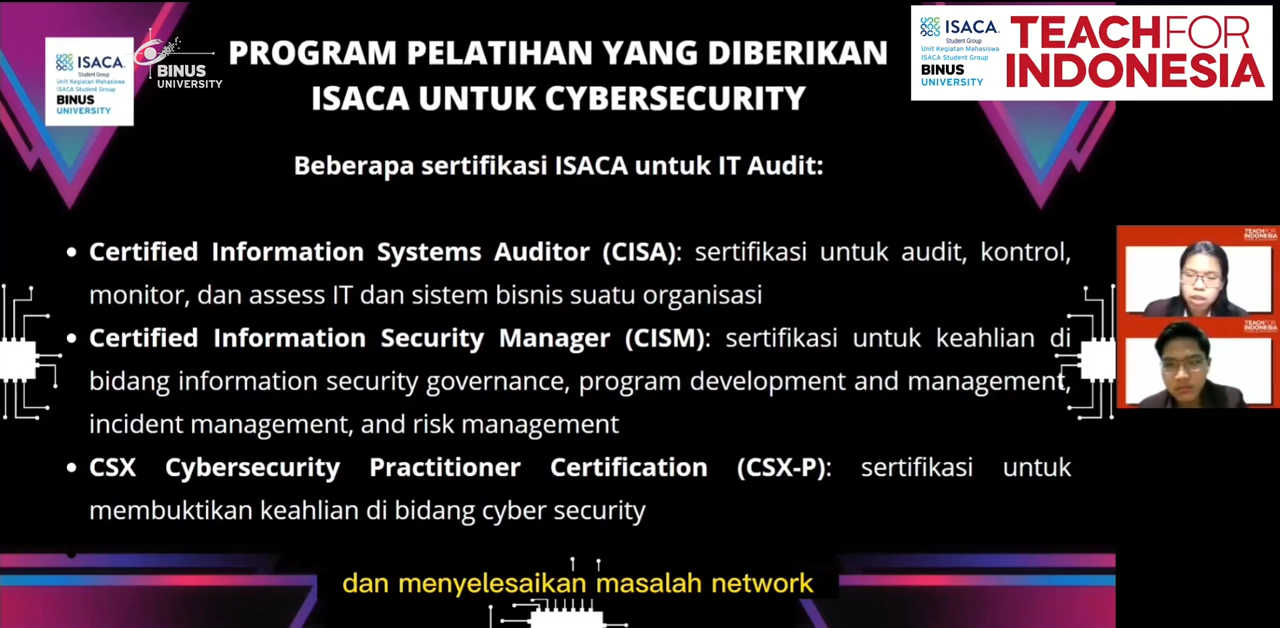 ISACA
Student Group
Unit Kegiatan Mahasiswa
ISACA Student Group
BINUS
UNIVERSITY
BINUS
UNIVERSITY
PROGRAM PELATIHAN YANG DIBERIKAN
ISACA UNTUK CYBERSECURITY
ISACA
Student Group
Unit Kegiatan Mahasiswa
ISACA Student Group
BINUS
UNIVERSITY
TEACHFOR
INDONESIA
Beberapa sertifikasi ISACA untuk IT Audit:
• Certified Information Systems Auditor (CISA): sertifikasi untuk audit, kontrol,
monitor, dan assess IT dan sistem bisnis suatu organisasi
• Certified Information Security Manager (CISM): sertifikasi untuk keahlian di
bidang information security governance, program development and management,
incident management, and risk management
• CSX Cybersecurity Practitioner Certification (CSX-P): sertifikasi untuk
membuktikan keahlian di bidang cyber security
TEACHFOR
INDONESIA
TEACHFOR
INDONESIA
dan menyelesaikan masalah network